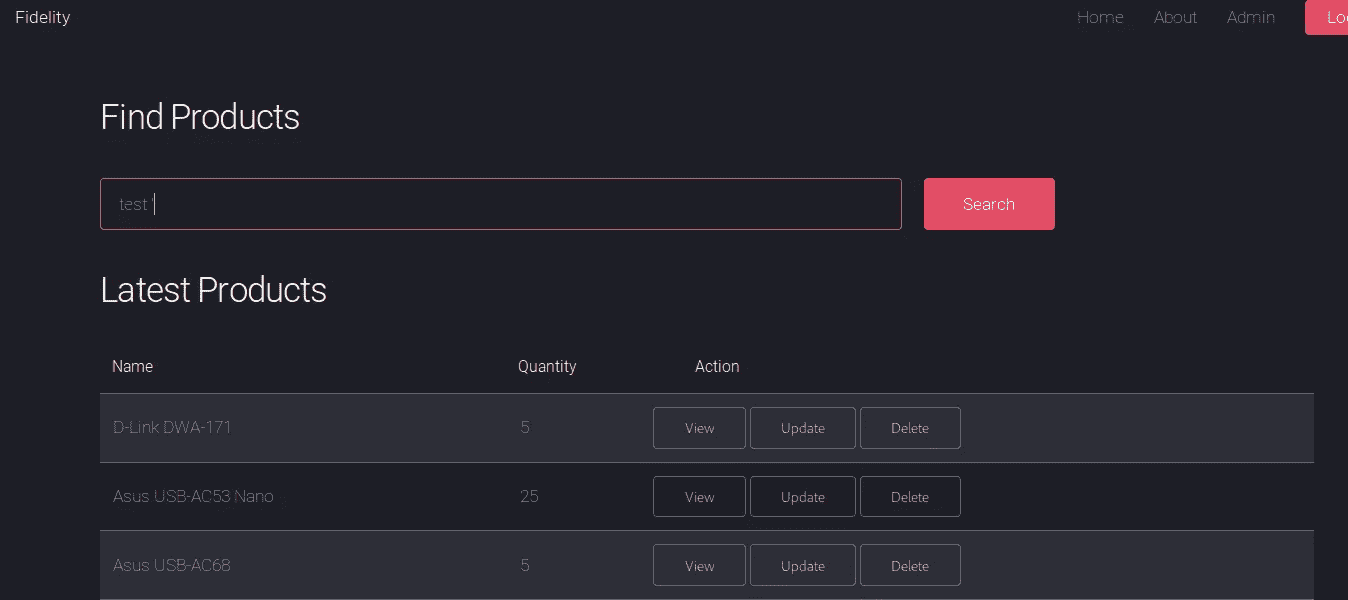 Fidelity Home About Admin
Find Products
test '
Search
Latest Products
Name Quantity Action
D-Link DWA-171 5 View Update Delete
Asus USB-AC53 Nano 25 View Update Delete
Asus USB-AC68 5 View Update Delete